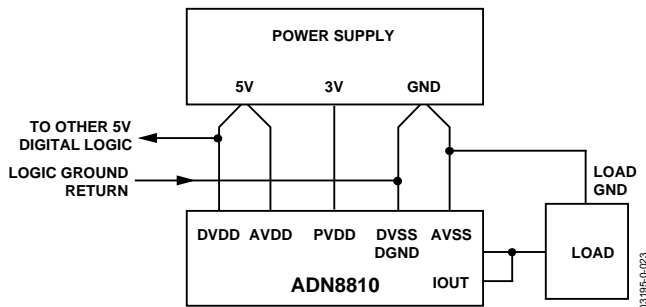 POWER SUPPLY
5V 3V GND
TO OTHER 5V
DIGITAL LOGIC
LOGIC GROUND
RETURN
LOAD
GND
DVDD AVDD PVDD DVSS AVSS
DGND
LOAD
IOUT
ADN8810
03195-0-023